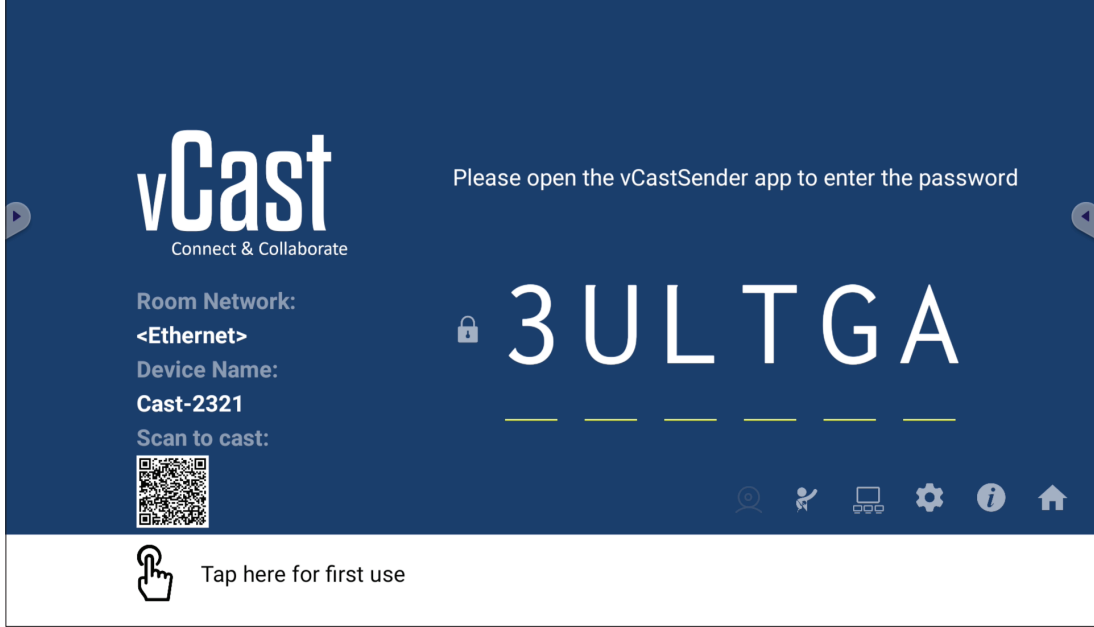 vCast
Connect & Collaborate
Please open the vCastSender app to enter the password
Room Network:
<Ethernet>
Device Name:
Cast-2321
Scan to cast:
3ULTGA
Tap here for first use